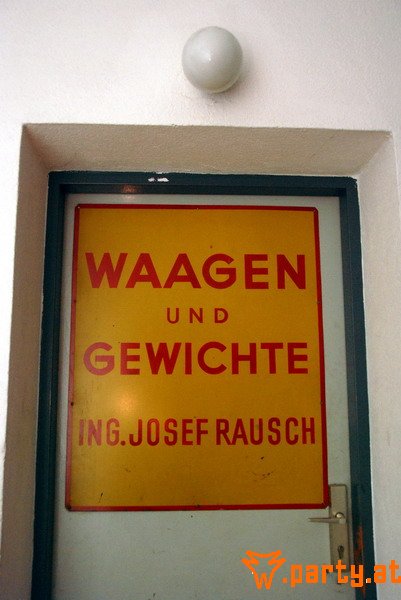 WAAGEN
UND
GEWICHTE
ING. JOSEF RAUSCH
w.party.at